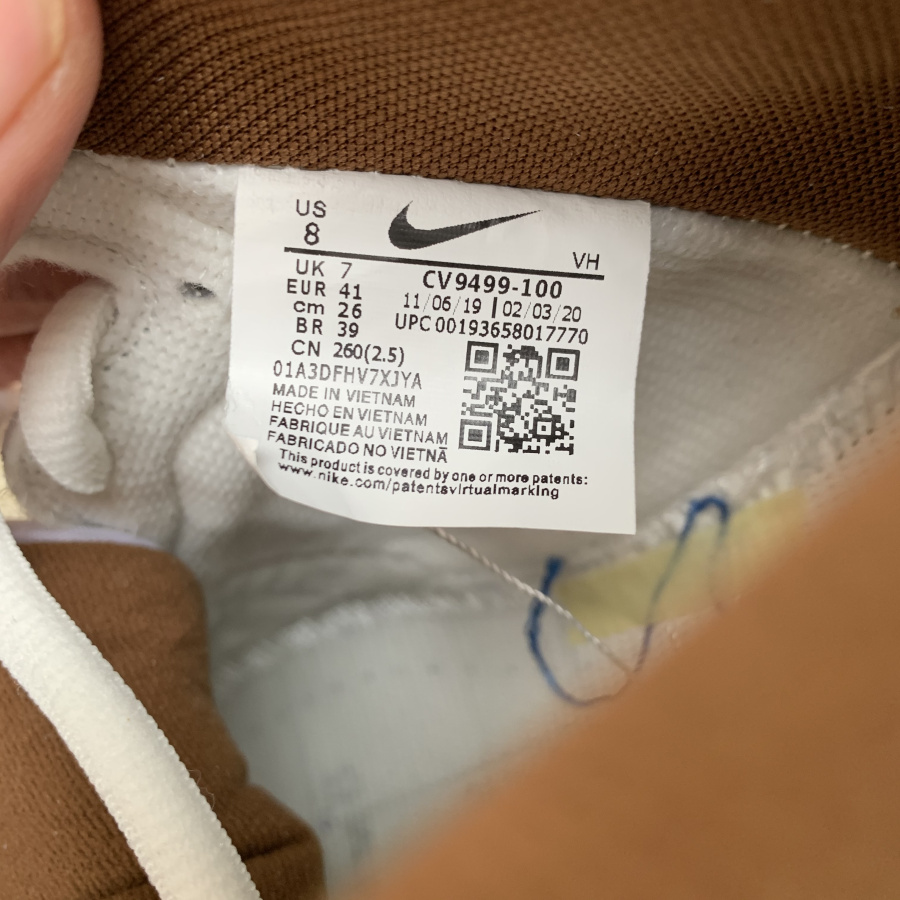 US
8
VH
UK 7
EUR 41
cm 26
BR 39
CN 260(2.5)
CV9499-100
11/06/19 | 02/03/20
UPC 00193658017770
01A3DFHV7XJYA
MADE IN VIETNAM
HECHO EN VIETNAM
FABRIQUE AU VIETNAM
FABRICADO NO VIETNÃ
This product is covered by one or more patents:
www.nike.com/patentsvirtualmarking